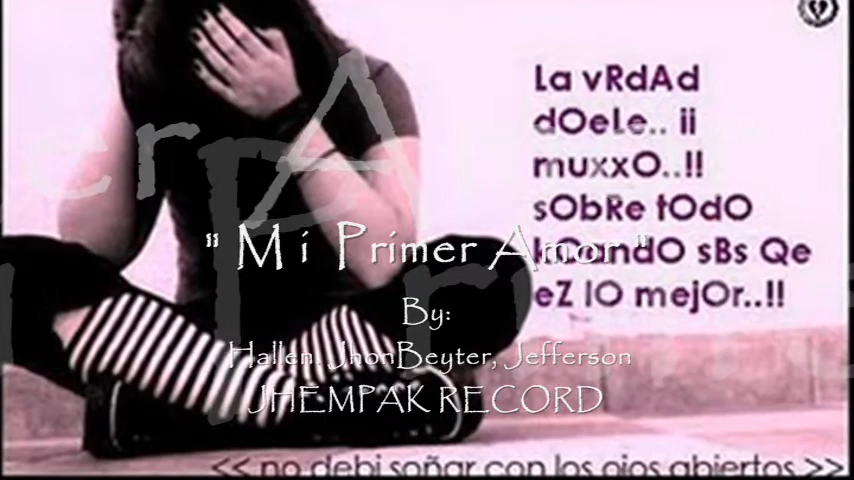 La vRdAd
dOeLe.. ii
muxxO..!!
sObRe tOdO
kOandO sBs Qe
eZ lO mejOr..!!
" Mi Primer Amor "
By:
Hallen, JhonBeyter, Jefferson
JHEMPAK RECORD
<< no debi soñar con los ojos abiertos >>